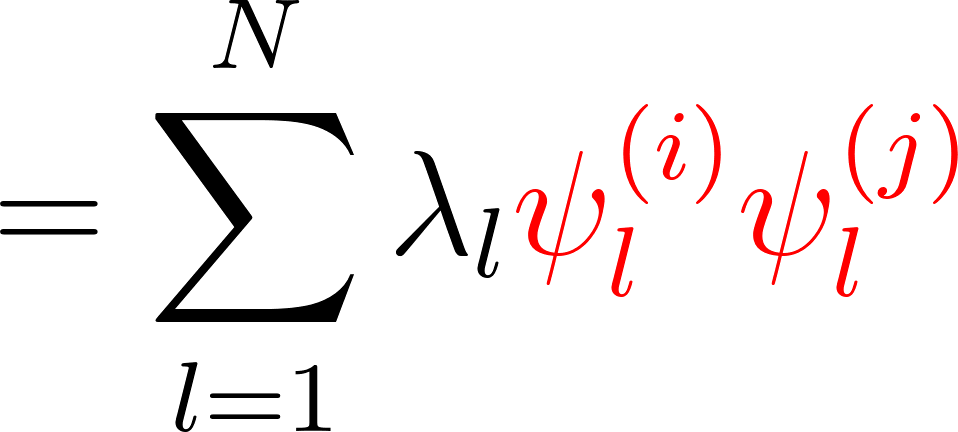 $= \sum_{l=1}^{N} \lambda_l \psi_l^{(i)} \psi_l^{(j)}$